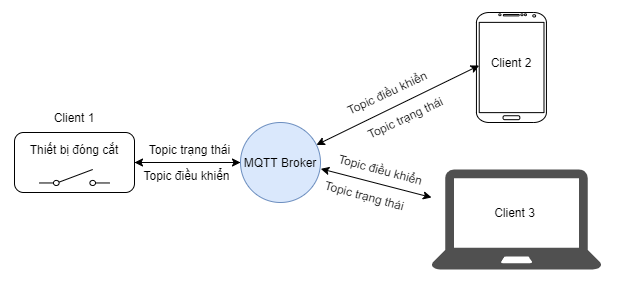 Client 1
Thiết bị đóng cắt
Topic trạng thái
Topic điều khiển
MQTT Broker
Topic điều khiển
Topic trạng thái
Client 2
Topic điều khiển
Topic trạng thái
Client 3